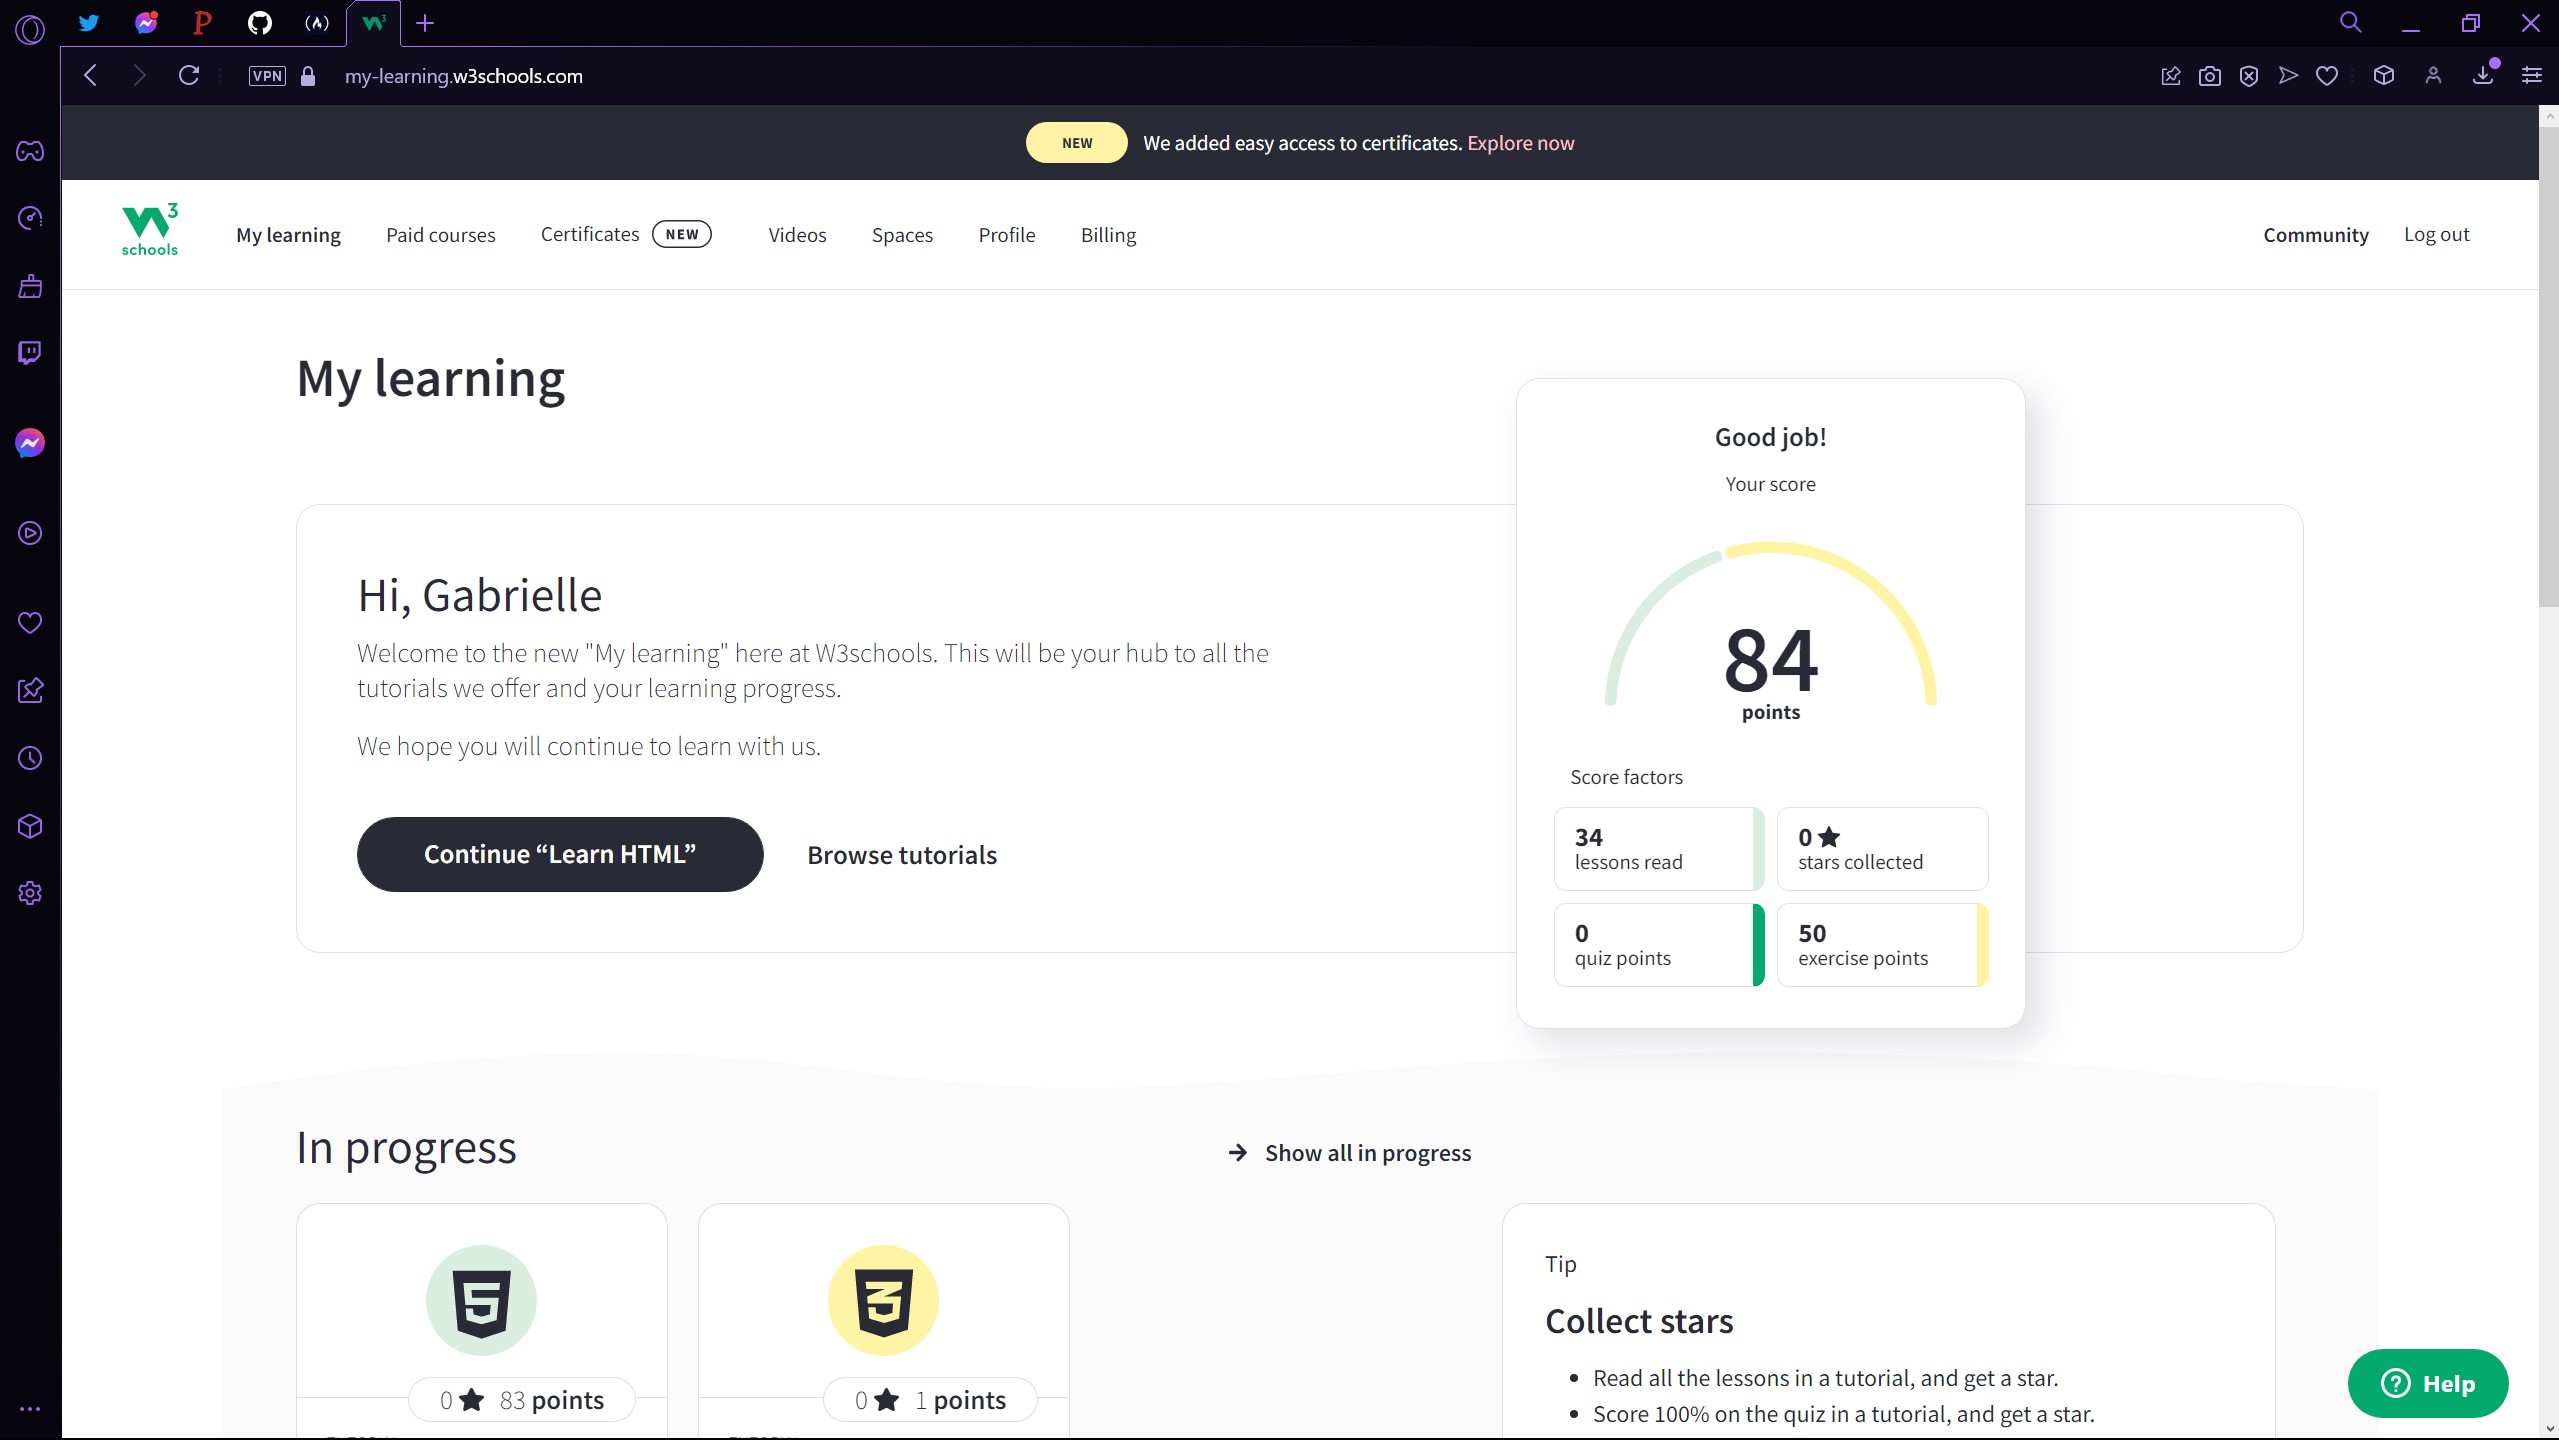 VPN
my-learning.w3schools.com
NEW
We added easy access to certificates. Explore now
W3 schools
My learning
Paid courses
Certificates NEW
Videos
Spaces
Profile
Billing
Community
Log out
My learning
Good job!
Your score
84
points
Score factors
34
lessons read
0
stars collected
0
quiz points
50
exercise points
Hi, Gabrielle
Welcome to the new "My learning" here at W3schools. This will be your hub to all the
tutorials we offer and your learning progress.
We hope you will continue to learn with us.
Continue “Learn HTML”
Browse tutorials
In progress
Show all in progress
5
0 83 points
3
0 1 points
Tip
Collect stars
Read all the lessons in a tutorial, and get a star.
Score 100% on the quiz in a tutorial, and get a star.
Help